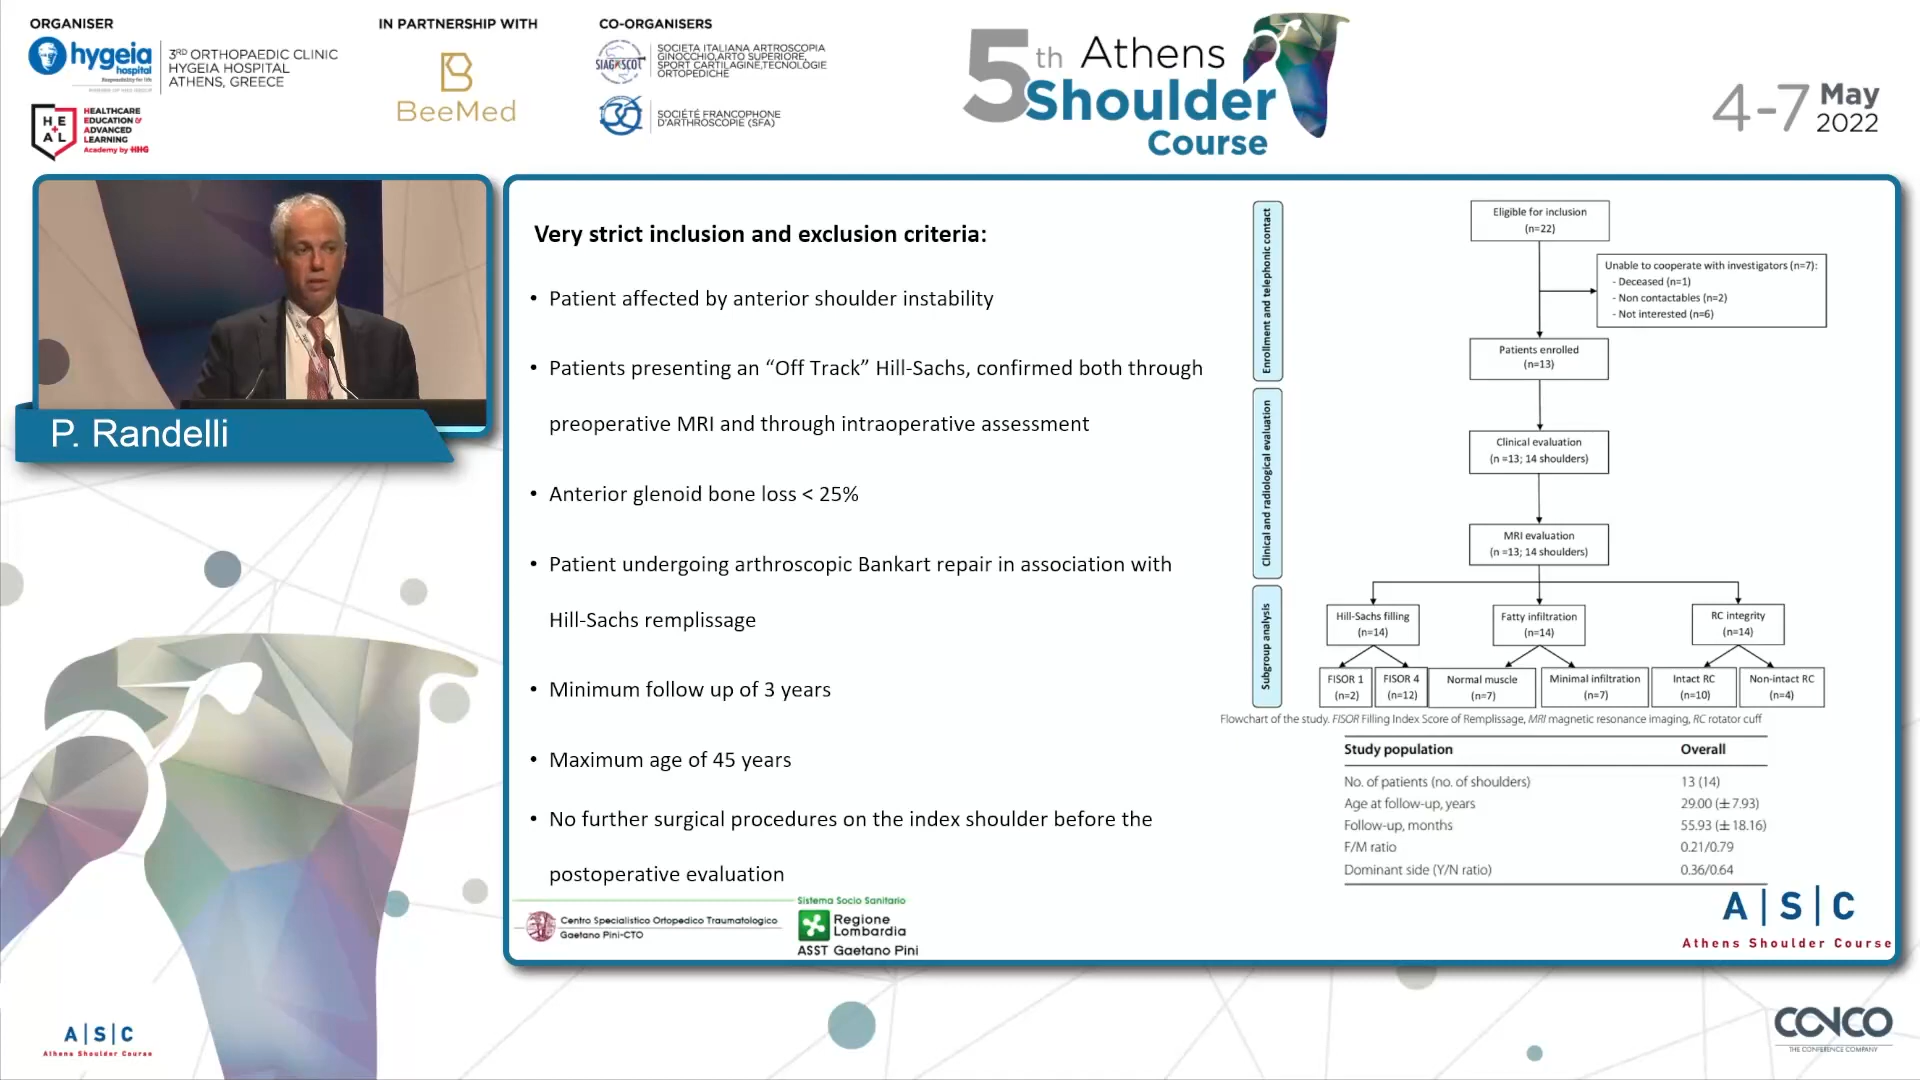 ORGANISER
hygeia
hospital
3RD ORTHOPAEDIC CLINIC
HYGEIA HOSPITAL
ATHENS, GREECE
HE
AL
HEALTHCARE
EDUCATION &
ADVANCED
LEARNING
Academy by HHG
IN PARTNERSHIP WITH
BeeMed
CO-ORGANISERS
SIAGASCOT
SOCIETA ITALIANA ARTROSCOPIA
GINOCCHIO,ARTO SUPERIORE,
SPORT CARTILAGINE,TECNOLOGIE
ORTOPEDICHE
SOCIÉTÉ FRANCOPHONE
D'ARTHROSCOPIE (SFA)
5th Athens
Shoulder
Course
4-7 May
2022
P. Randelli
Very strict inclusion and exclusion criteria:
• Patient affected by anterior shoulder instability
• Patients presenting an “Off Track” Hill-Sachs, confirmed both through
preoperative MRI and through intraoperative assessment
• Anterior glenoid bone loss < 25%
• Patient undergoing arthroscopic Bankart repair in association with
Hill-Sachs remplissage
• Minimum follow up of 3 years
• Maximum age of 45 years
• No further surgical procedures on the index shoulder before the
postoperative evaluation
Sistema Socio Sanitario
Centro Specialistico Ortopedico Traumatologico
Gaetano Pini-CTO
Regione
Lombardia
ASST Gaetano Pini
Enrollment and telephonic contact
Clinical and radiological evaluation
Subgroup analysis
Eligible for inclusion
(n=22)
Unable to cooperate with investigators (n=7):
- Deceased (n=1)
- Non contactables (n=2)
- Not interested (n=6)
Patients enrolled
(n=13)
Clinical evaluation
(n =13; 14 shoulders)
MRI evaluation
(n =13; 14 shoulders)
Hill-Sachs filling
(n=14)
Fatty infiltration
(n=14)
RC integrity
(n=14)
FISOR 1
(n=2)
FISOR 4
(n=12)
Normal muscle
(n=7)
Minimal infiltration
(n=7)
Intact RC
(n=10)
Non-intact RC
(n=4)
Flowchart of the study. FISOR Filling Index Score of Remplissage, MRI magnetic resonance imaging, RC rotator cuff
Study population Overall
No. of patients (no. of shoulders) 13 (14)
Age at follow-up, years 29.00 (±7.93)
Follow-up, months 55.93 (±18.16)
F/M ratio 0.21/0.79
Dominant side (Y/N ratio) 0.36/0.64
A|S|C
Athens Shoulder Course
A|S|C
Athens Shoulder Course
CONCO
THE CONFERENCE COMPANY